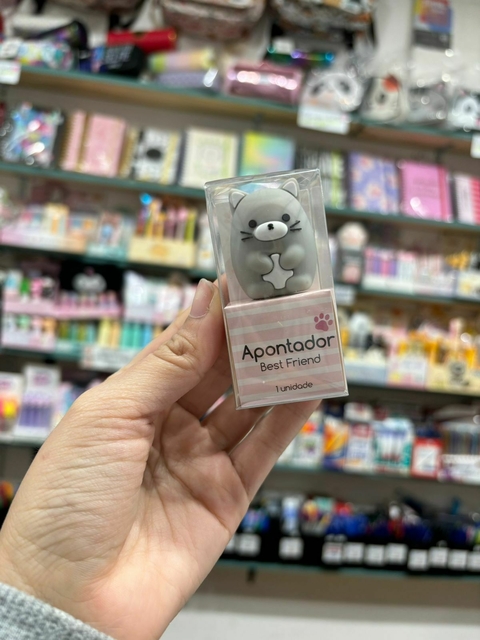 Apontador
Best Friend
1 unidade